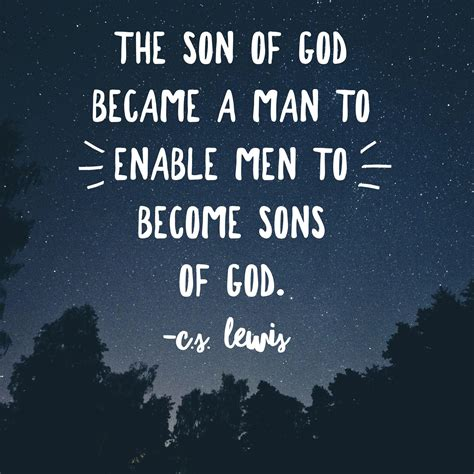 THE SON OF GOD
BECAME A MAN TO
ENABLE MEN TO
BECOME SONS
OF GOD.
-C.S. Lewis